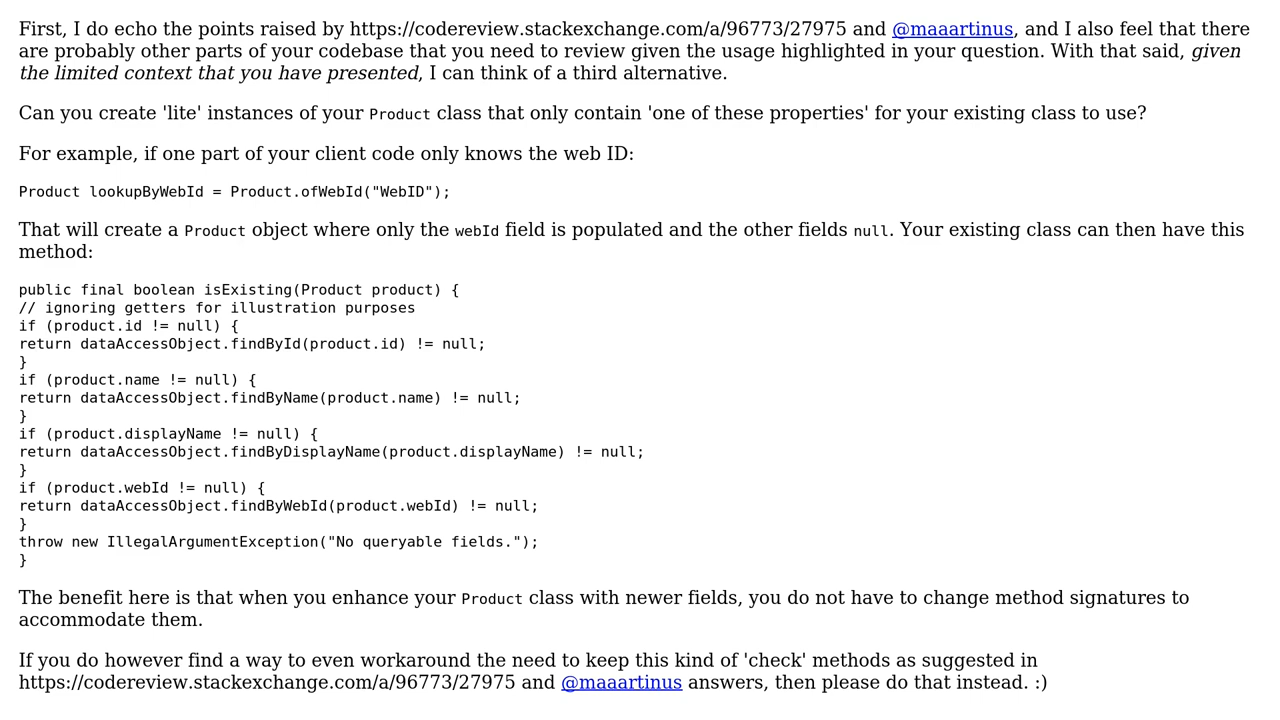 First, I do echo the points raised by https://codereview.stackexchange.com/a/96773/27975 and @maaartinus, and I also feel that there
are probably other parts of your codebase that you need to review given the usage highlighted in your question. With that said, given
the limited context that you have presented, I can think of a third alternative.
Can you create 'lite' instances of your Product class that only contain 'one of these properties' for your existing class to use?
For example, if one part of your client code only knows the web ID:
Product lookupByWebId = Product.ofWebId("WebID");
That will create a Product object where only the webId field is populated and the other fields null. Your existing class can then have this
method:
public final boolean isExisting(Product product) {
// ignoring getters for illustration purposes
if (product.id != null) {
return dataAccessObject.findById(product.id) != null;
}
if (product.name != null) {
return dataAccessObject.findByName(product.name) != null;
}
if (product.displayName != null) {
return dataAccessObject.findByDisplayName(product.displayName) != null;
}
if (product.webId != null) {
return dataAccessObject.findByWebId(product.webId) != null;
}
throw new IllegalArgumentException("No queryable fields.");
}
The benefit here is that when you enhance your Product class with newer fields, you do not have to change method signatures to
accommodate them.
If you do however find a way to even workaround the need to keep this kind of 'check' methods as suggested in
https://codereview.stackexchange.com/a/96773/27975 and @maaartinus answers, then please do that instead. :)